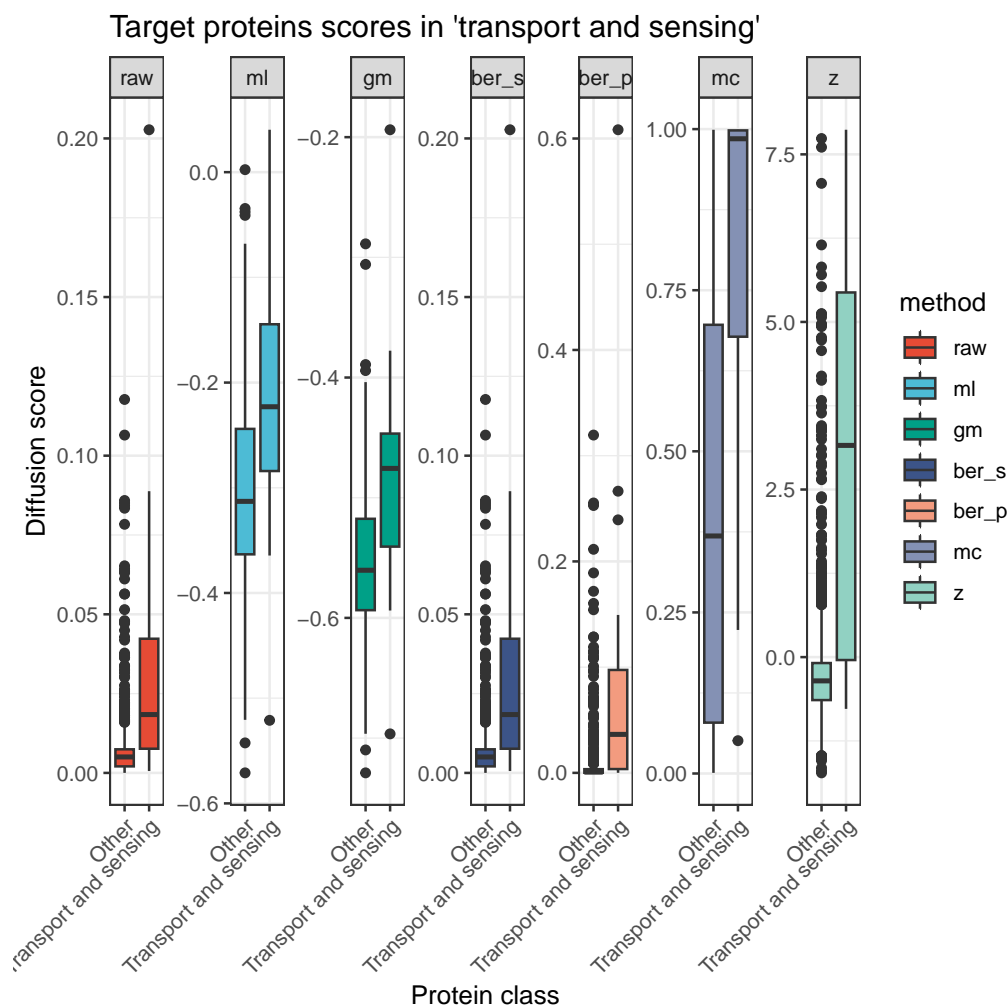 Target proteins scores in 'transport and sensing'
raw ml gm ber_s ber_p mc z
Diffusion score
0.20
0.15
0.10
0.05
0.00
0.0
−0.2
−0.4
−0.6
−0.2
−0.4
−0.6
0.20
0.15
0.10
0.05
0.00
0.6
0.4
0.2
0.0
1.00
0.75
0.50
0.25
0.00
7.5
5.0
2.5
0.0
Other
Transport and sensing
Other
Transport and sensing
Other
Transport and sensing
Other
Transport and sensing
Other
Transport and sensing
Other
Transport and sensing
Other
Transport and sensing
Protein class
method
raw
ml
gm
ber_s
ber_p
mc
z